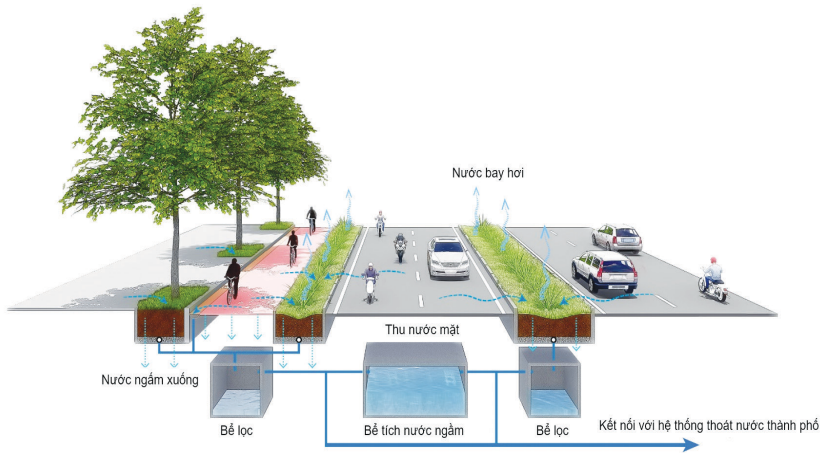 Nước bay hơi
Thu nước mặt
Nước ngấm xuống
Bể lọc
Bể tích nước ngầm
Bể lọc
Kết nối với hệ thống thoát nước thành phố